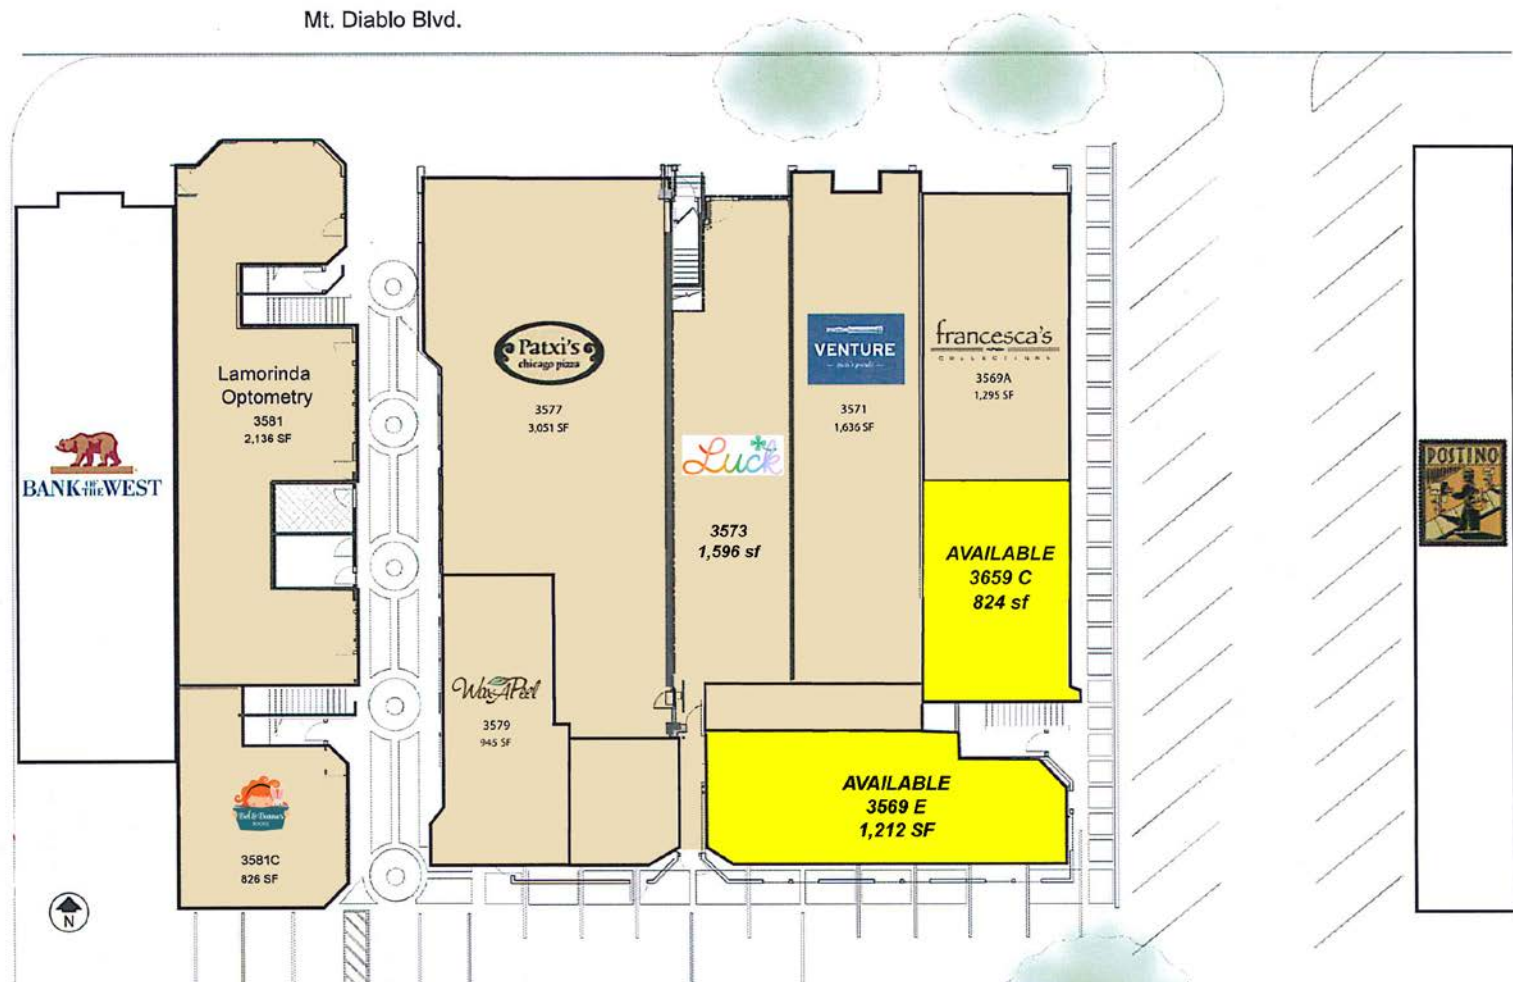 Mt. Diablo Blvd.
BANK OF THE WEST
Lamorinda
Optometry
3581
2,136 SF
3581C
826 SF
N
Patxi's
chicago pizza
3577
3,051 SF
WaxAPeel
3579
945 SF
Luck
3573
1,596 sf
VENTURE
3571
1,636 SF
francesca's
COLLECTIONS
3569A
1,295 SF
AVAILABLE
3659 C
824 sf
AVAILABLE
3569 E
1,212 SF
POSTINO